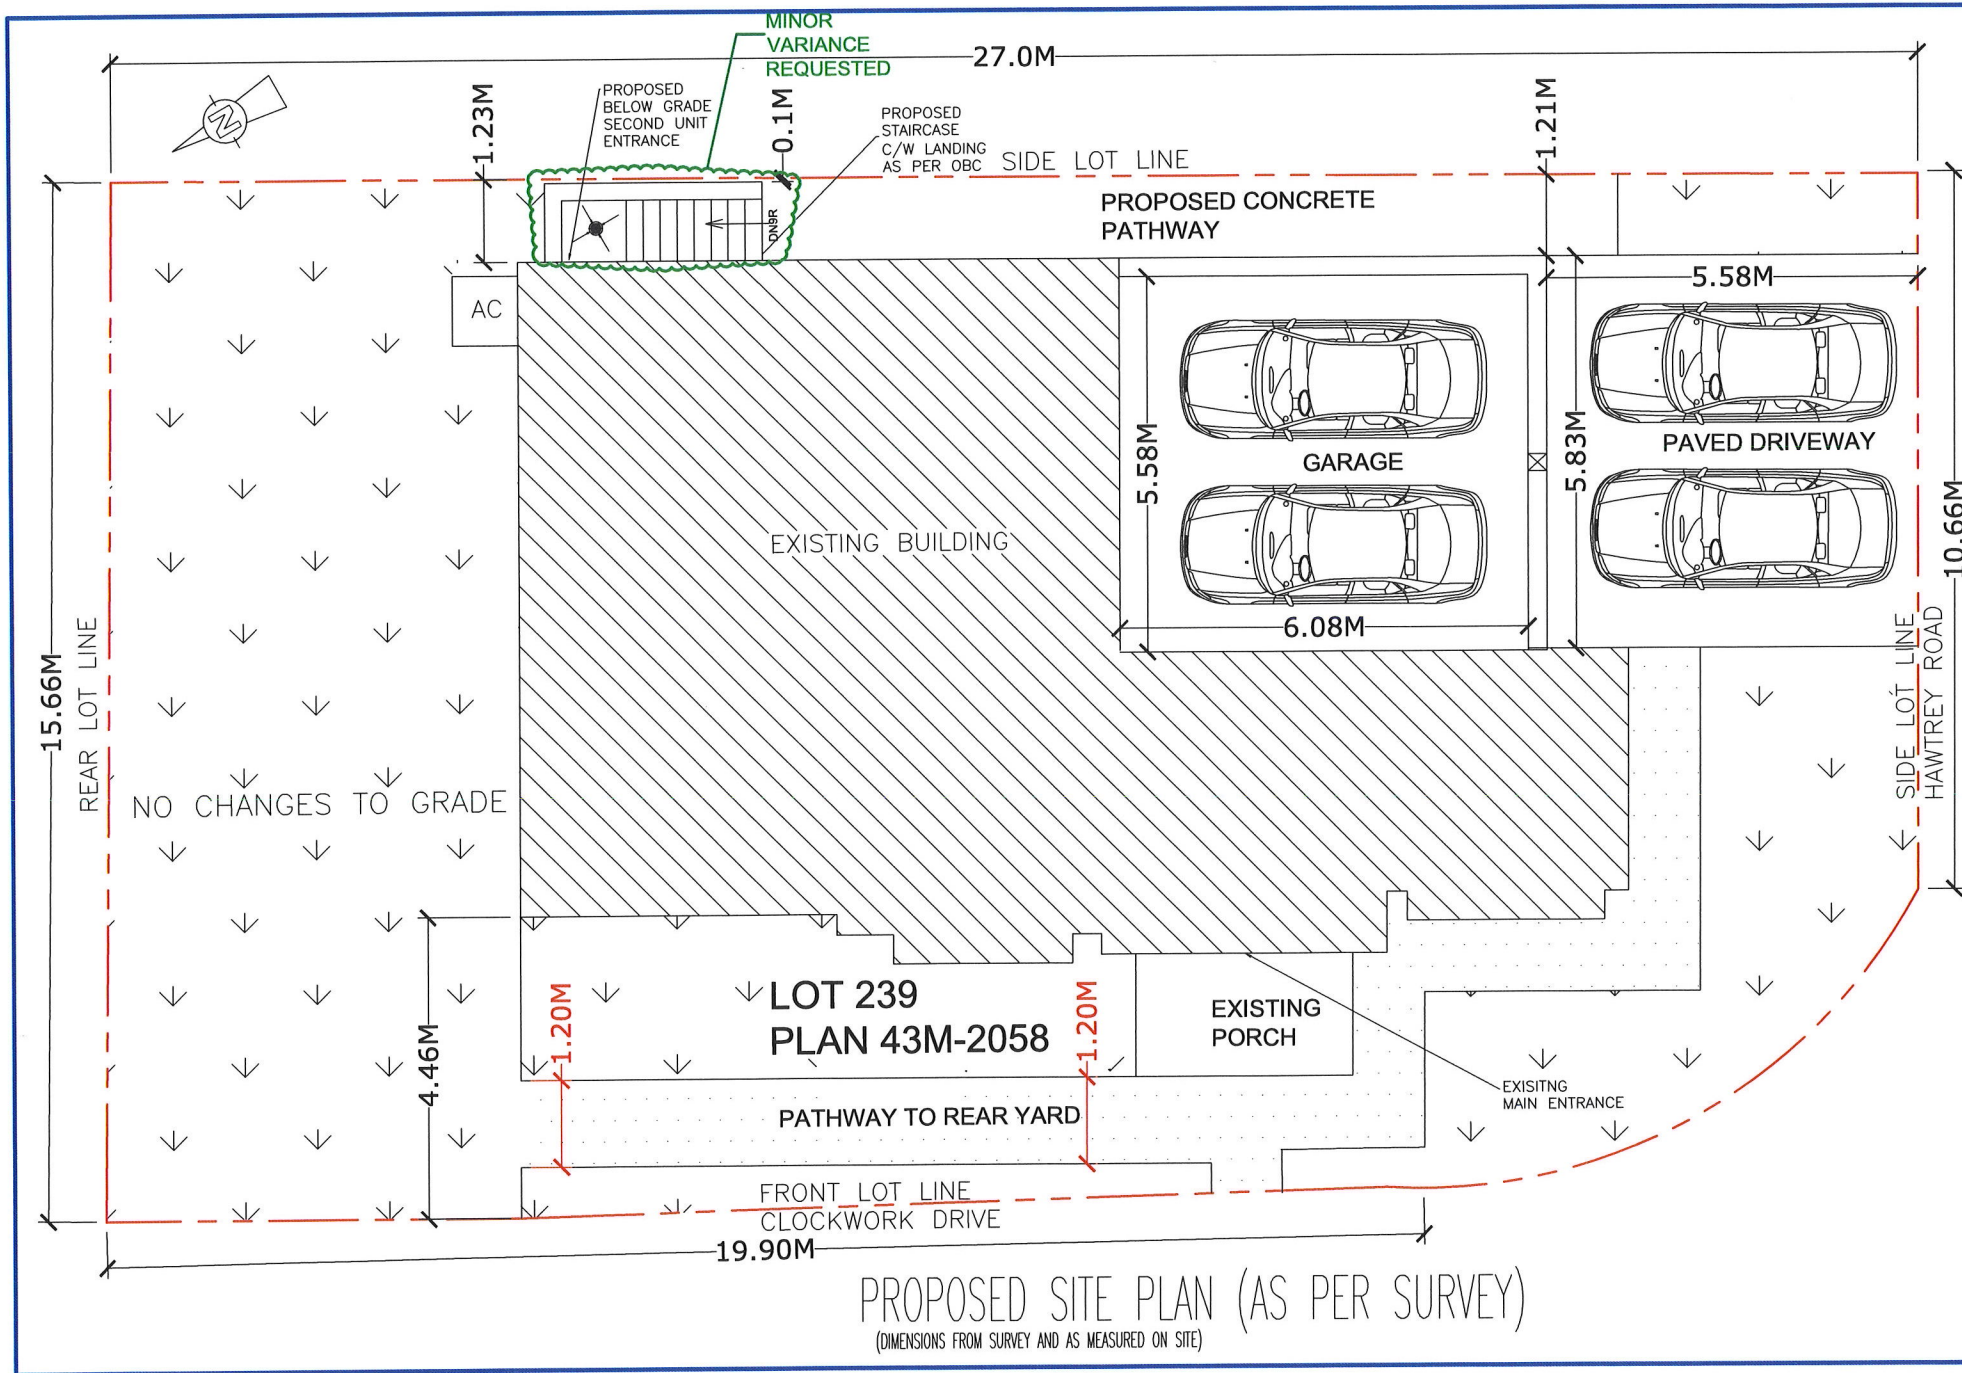 MINOR
VARIANCE
REQUESTED
27.0M
PROPOSED
BELOW GRADE
SECOND UNIT
ENTRANCE
1.23M
0.1M
PROPOSED
STAIRCASE
C/W LANDING
AS PER OBC
SIDE LOT LINE
1.21M
N
PROPOSED CONCRETE
PATHWAY
DN9R
AC
5.58M
5.58M
GARAGE
5.83M
PAVED DRIVEWAY
10.66M
EXISTING BUILDING
6.08M
15.66M
REAR LOT LINE
SIDE LOT LINE
HAWTREY ROAD
NO CHANGES TO GRADE
LOT 239
PLAN 43M-2058
1.20M
1.20M
EXISTING
PORCH
4.46M
EXISITNG
MAIN ENTRANCE
PATHWAY TO REAR YARD
FRONT LOT LINE
CLOCKWORK DRIVE
19.90M
PROPOSED SITE PLAN (AS PER SURVEY)
(DIMENSIONS FROM SURVEY AND AS MEASURED ON SITE)